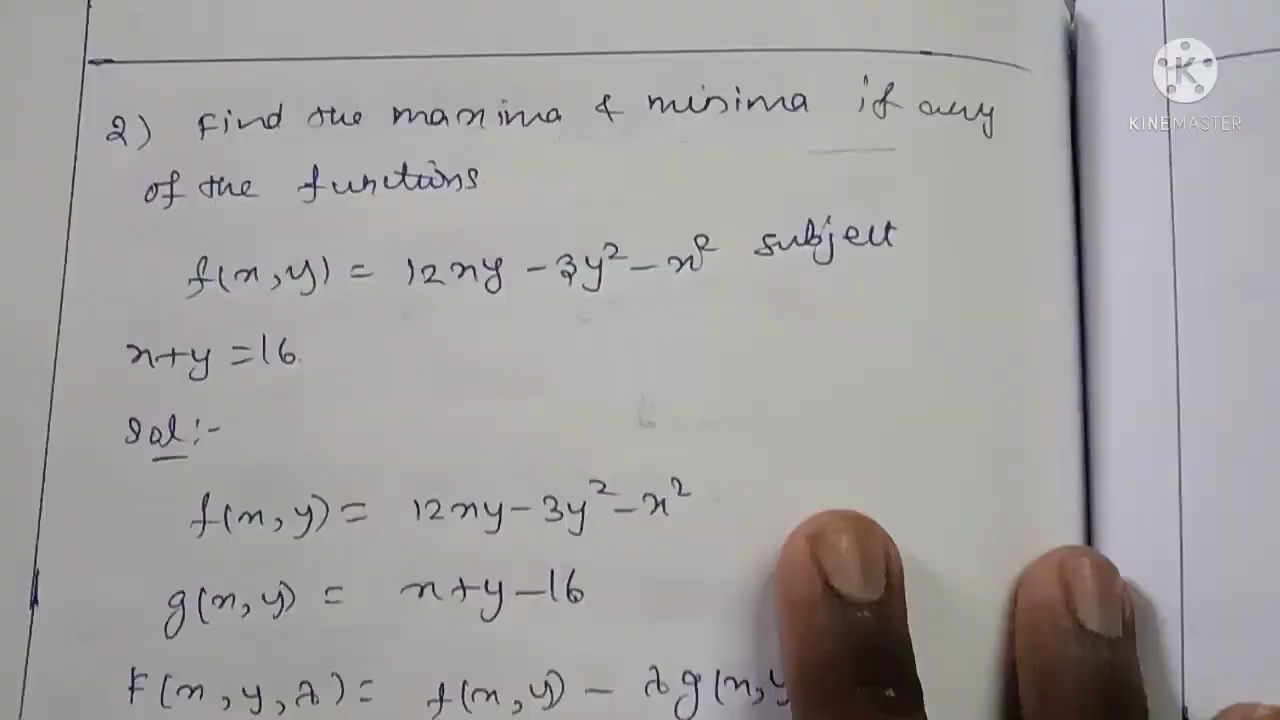 2) Find the maxima & minima if any
of the functions
f(x,y) = 12xy - 3y² - x² subject
x+y = 16.
Sol:-
f(x,y) = 12xy - 3y² - x²
g(x,y) = x+y-16
F(x,y,λ) = f(x,y) - λg(x,y
K
KINEMASTER